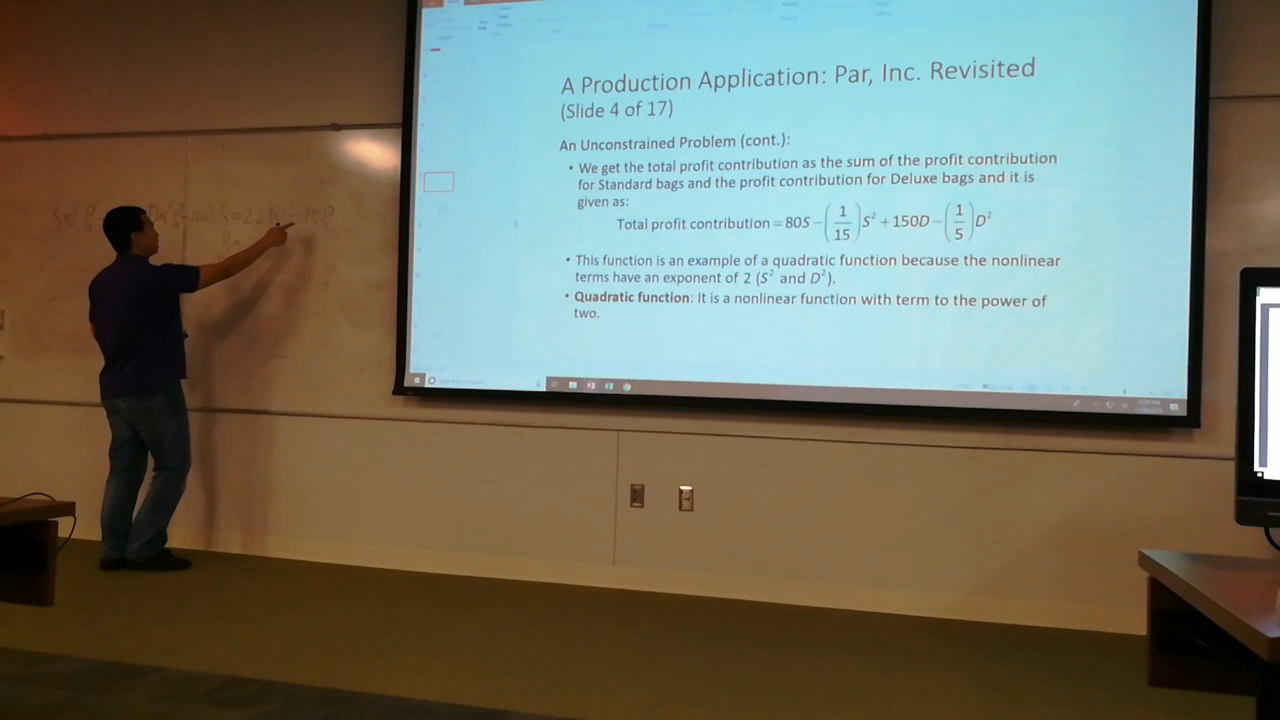 A Production Application: Par, Inc. Revisited
(Slide 4 of 17)
An Unconstrained Problem (cont.):
• We get the total profit contribution as the sum of the profit contribution
for Standard bags and the profit contribution for Deluxe bags and it is
given as:
Total profit contribution = 80S − (1/15)S² + 150D − (1/5)D²
• This function is an example of a quadratic function because the nonlinear
terms have an exponent of 2 (S² and D²).
• Quadratic function: It is a nonlinear function with term to the power of
two.